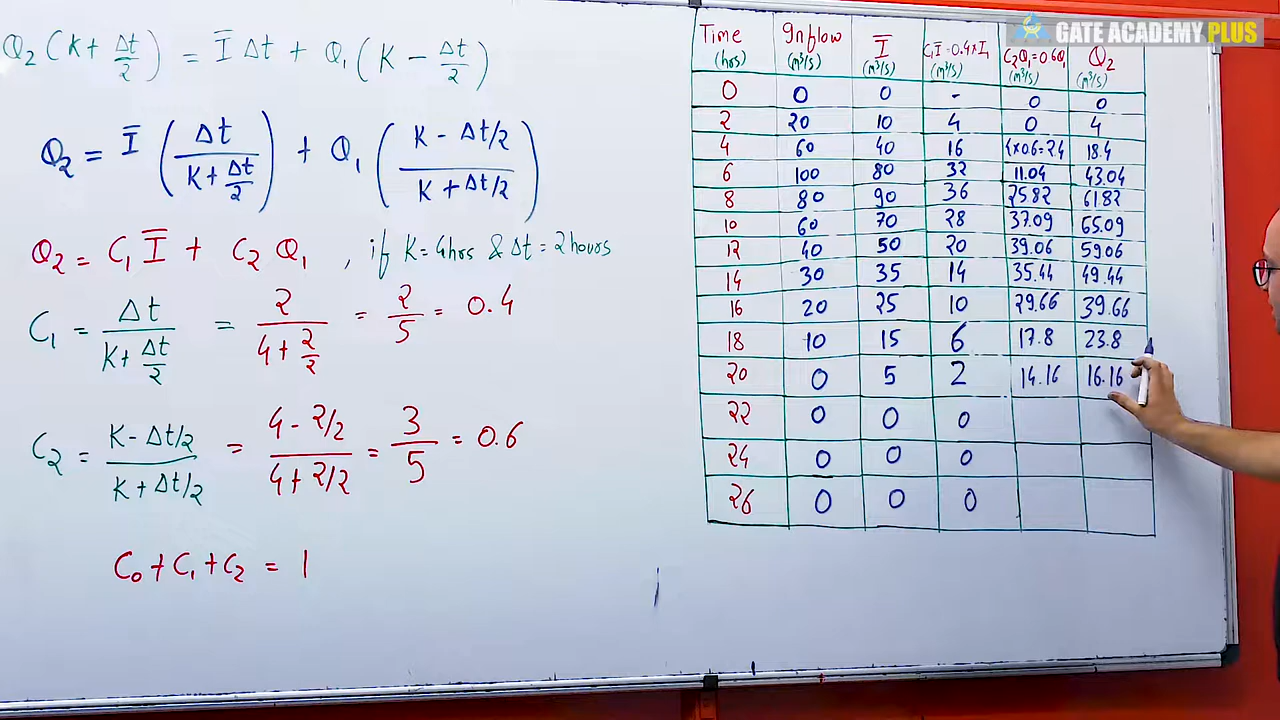 GATE ACADEMY PLUS
Q₂(K + Δt/2) = Ī Δt + Q₁(K − Δt/2)
Q₂ = Ī (Δt / (K + Δt/2)) + Q₁ ((K − Δt/2) / (K + Δt/2))
Q₂ = C₁ Ī + C₂ Q₁ , if K = 4hrs & Δt = 2 hours
C₁ = Δt / (K + Δt/2) = 2 / (4 + 2/2) = 2/5 = 0.4
C₂ = (K − Δt/2) / (K + Δt/2) = (4 − 2/2) / (4 + 2/2) = 3/5 = 0.6
C₀ + C₁ + C₂ = 1
Time (hrs) Inflow (m³/s) Ī (m³/s) C₁Ī = 0.4×I₁ (m³/s) C₂Q₁ = 0.6Q₁ (m³/s) Q₂ (m³/s)
0 0 0 - 0 0
2 20 10 4 0 4
4 60 40 16 4×06=2.4 18.4
6 100 80 32 11.04 43.04
8 80 90 36 25.82 61.82
10 60 70 28 37.09 65.09
12 40 50 20 39.06 59.06
14 30 35 14 35.44 49.44
16 20 25 10 29.66 39.66
18 10 15 6 17.8 23.8
20 0 5 2 14.16 16.16
22 0 0 0
24 0 0 0
26 0 0 0